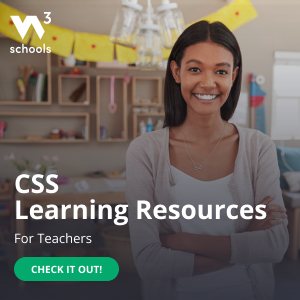 w3
schools
CSS
Learning Resources
For Teachers
CHECK IT OUT!